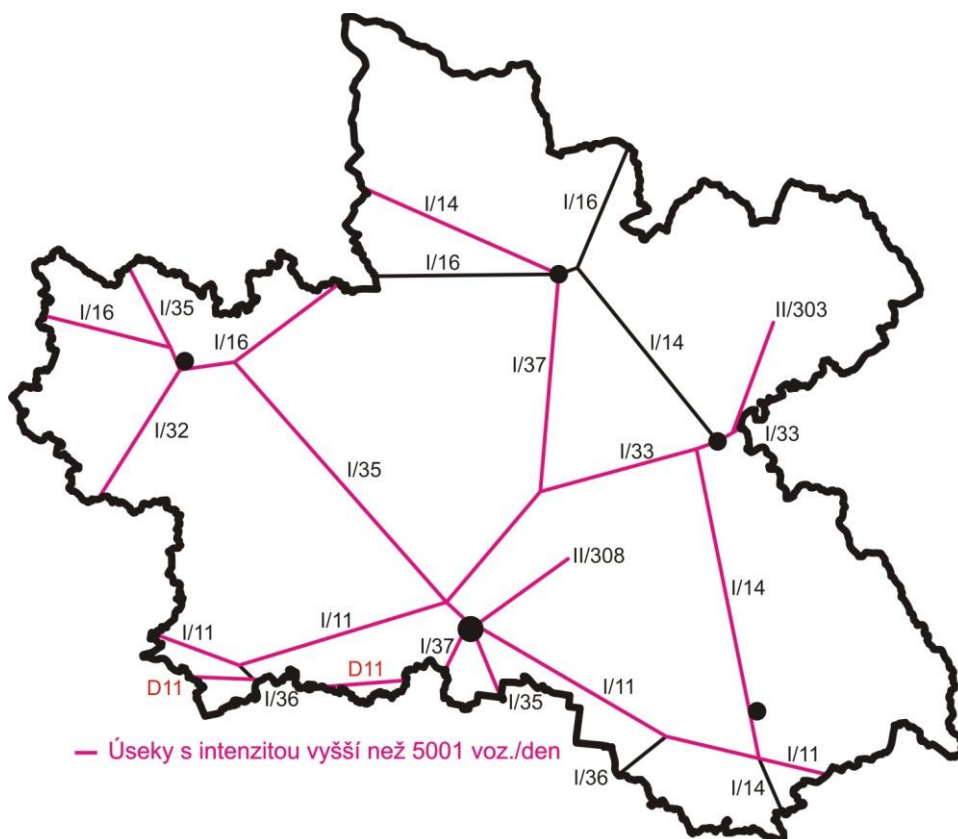 I/14
I/16
I/16
I/35
I/16
I/16
II/303
I/14
I/37
I/32
I/33
I/33
I/35
II/308
I/14
I/11
I/11
I/37
D11
D11
I/36
I/35
I/11
— Úseky s intenzitou vyšší než 5001 voz./den
I/11
I/36
I/14